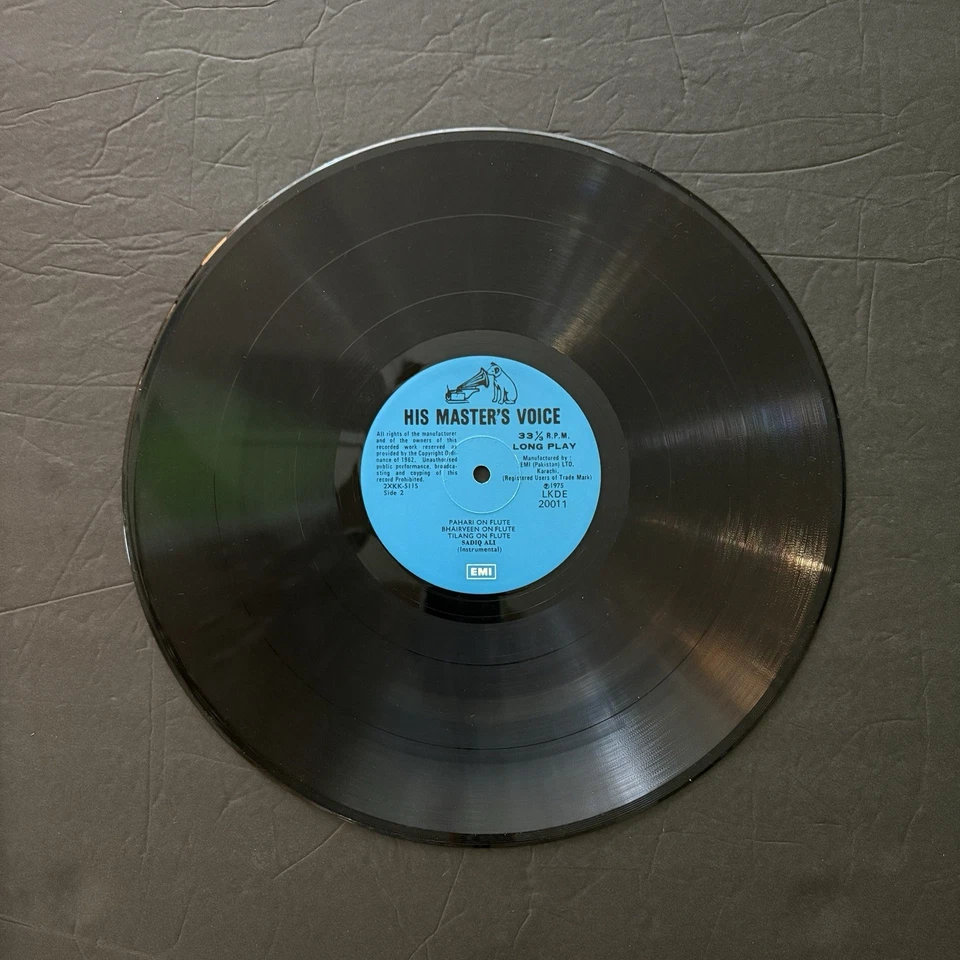 HIS MASTER'S VOICE
All rights of the manufacturer
and of the owners of this
recorded work reserved as
provided by the Copyright Ordi-
nance of 1962. Unauthorised
public performance, broadcas-
ting and copying of this
record Prohibited.
2XKK-5115
Side 2
33⅓ R.P.M.
LONG PLAY
Manufactured by :
EMI (Pakistan) LTD.
Karachi.
(Registered Users of Trade Mark)
℗1975
LKDE
20011
PAHARI ON FLUTE
BHAIRVEEN ON FLUTE
TILANG ON FLUTE
SADIQ ALI
(Instrumental)
EMI